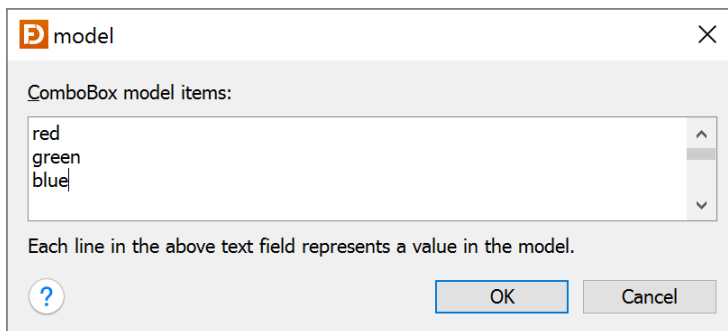 model
ComboBox model items:
red
green
blue
Each line in the above text field represents a value in the model.
?
OK
Cancel